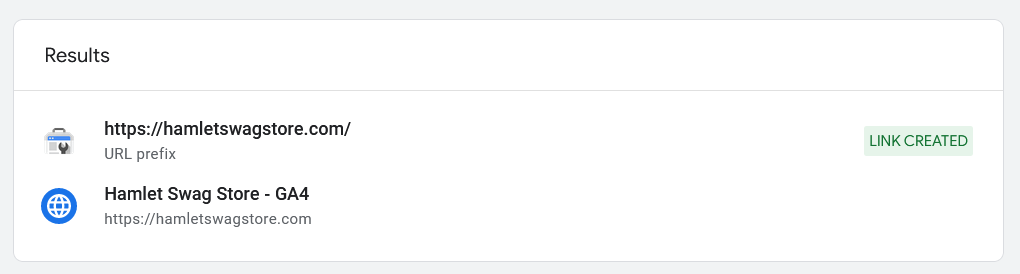 Results
https://hamletswagstore.com/
URL prefix
LINK CREATED
Hamlet Swag Store - GA4
https://hamletswagstore.com